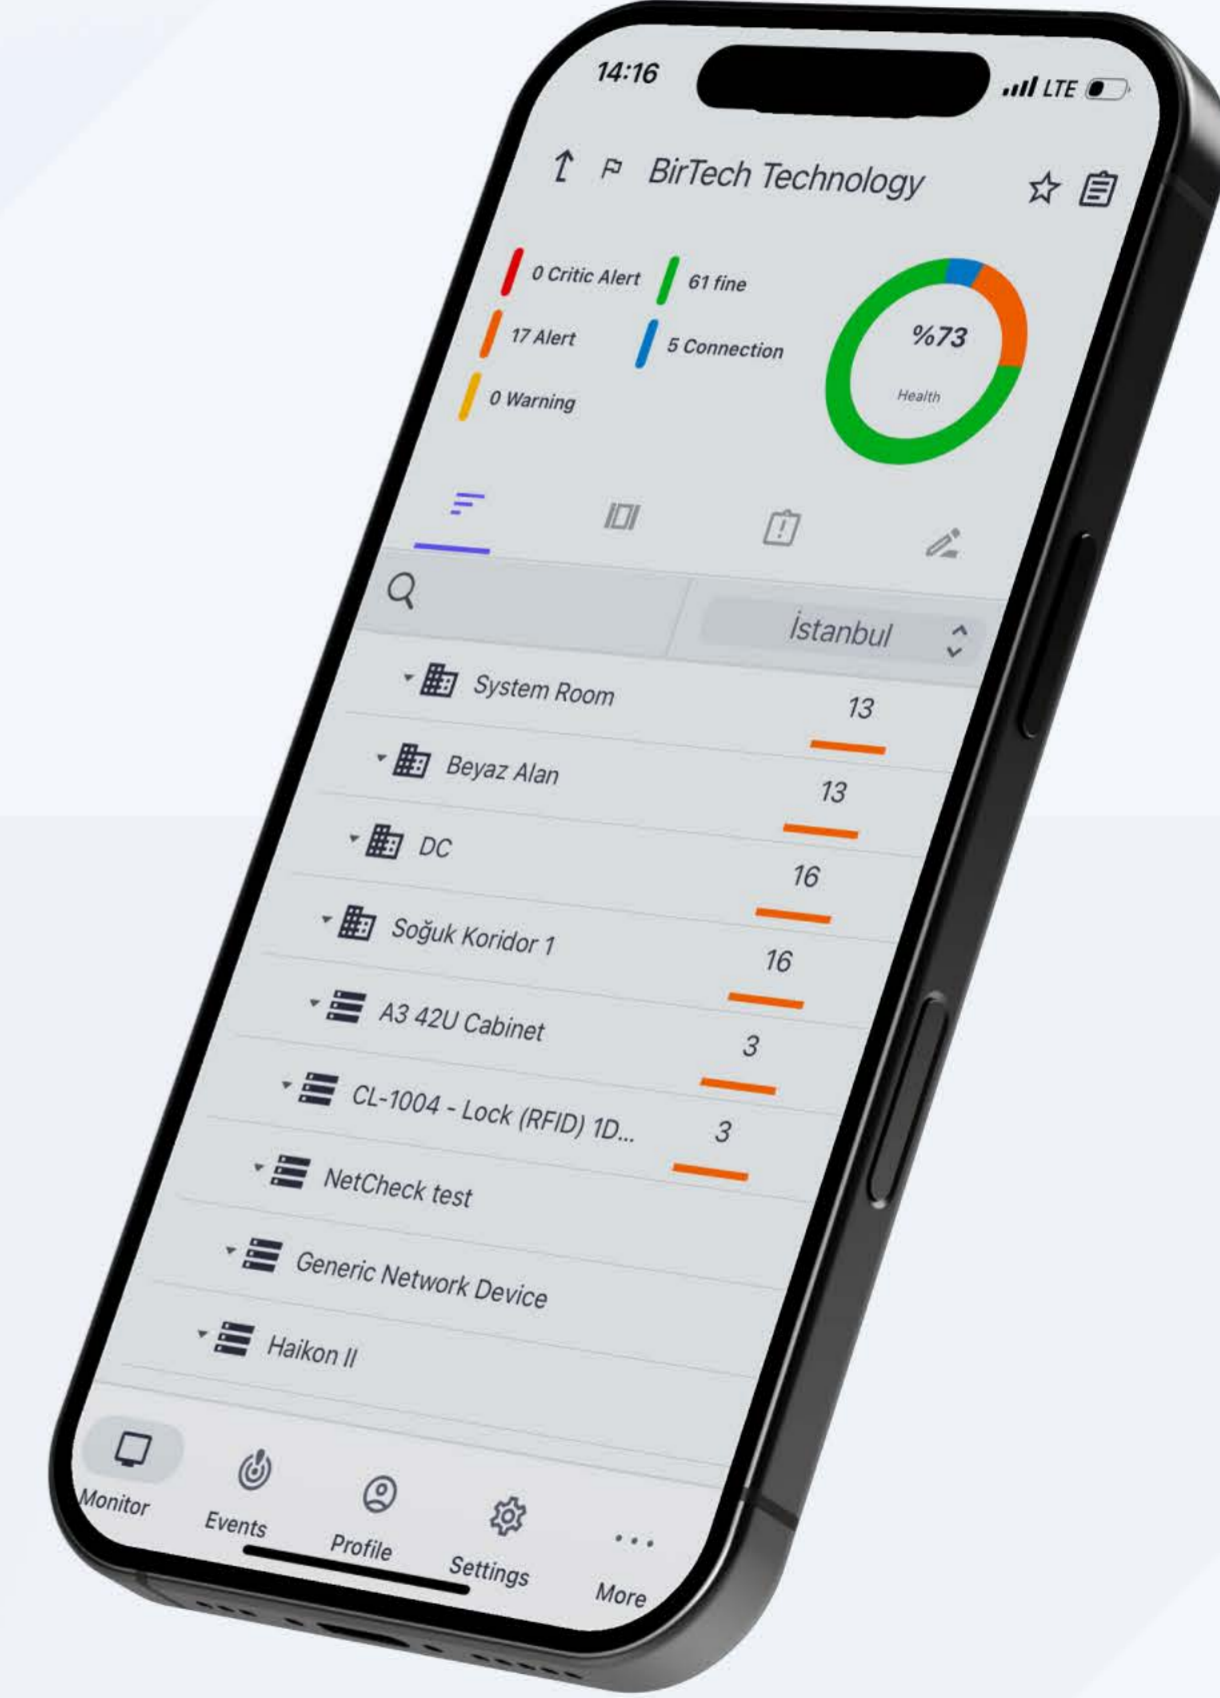 14:16 LTE
BirTech Technology
0 Critic Alert 61 fine
17 Alert 5 Connection
0 Warning
%73
Health
İstanbul
System Room 13
Beyaz Alan 13
DC 16
Soğuk Koridor 1 16
A3 42U Cabinet 3
CL-1004 - Lock (RFID) 1D... 3
NetCheck test
Generic Network Device
Haikon II
Monitor Events Profile Settings More